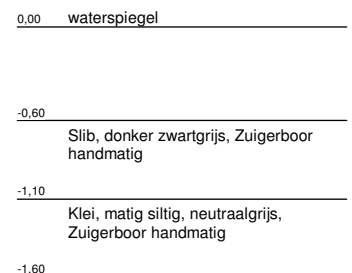 0,00 waterspiegel
-0,60
Slib, donker zwartgrijs, Zuigerboor
handmatig
-1,10
Klei, matig siltig, neutraalgrijs,
Zuigerboor handmatig
-1,60